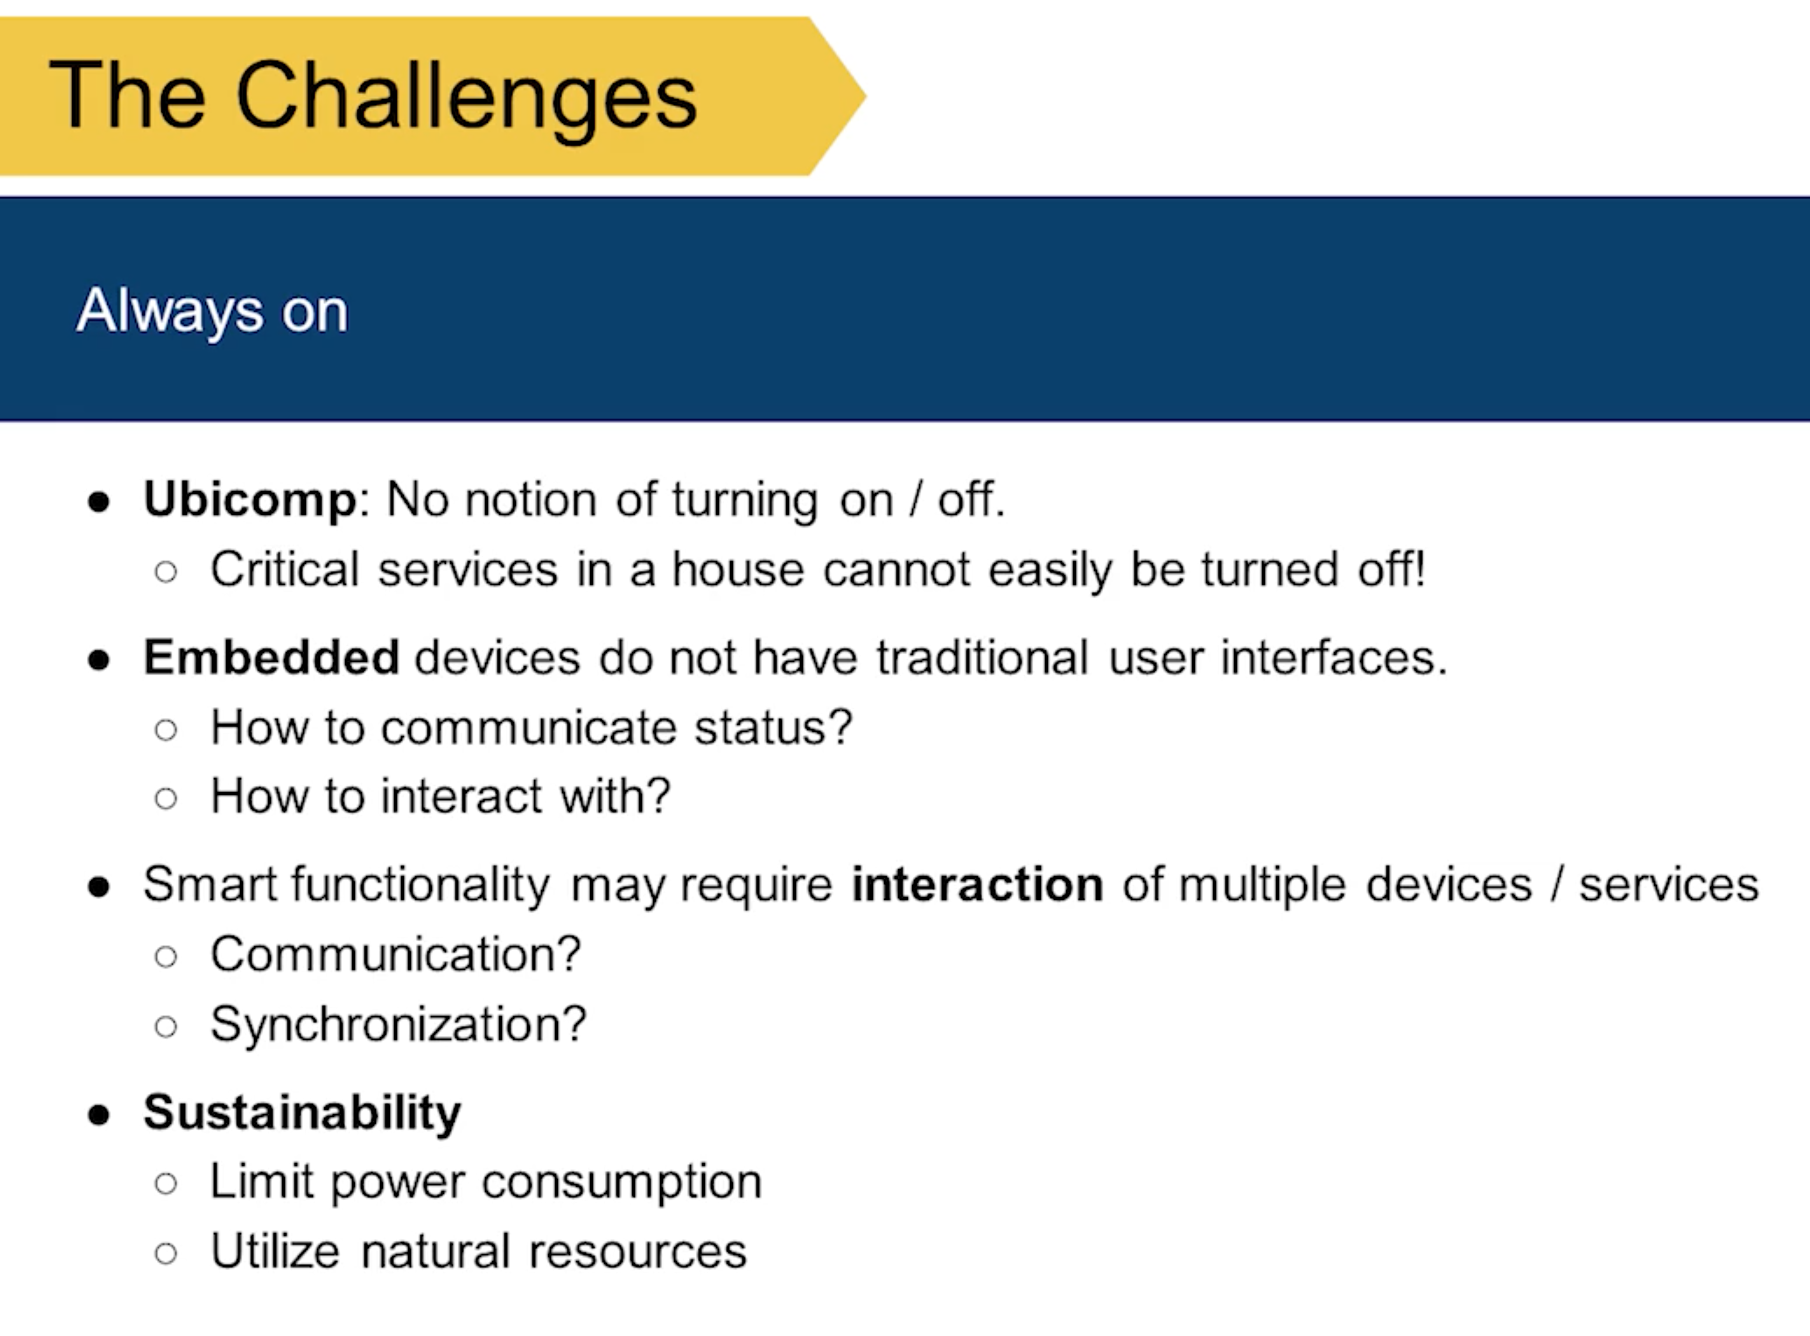 The Challenges
Always on
● Ubicomp: No notion of turning on / off.
○ Critical services in a house cannot easily be turned off!
● Embedded devices do not have traditional user interfaces.
○ How to communicate status?
○ How to interact with?
● Smart functionality may require interaction of multiple devices / services
○ Communication?
○ Synchronization?
● Sustainability
○ Limit power consumption
○ Utilize natural resources